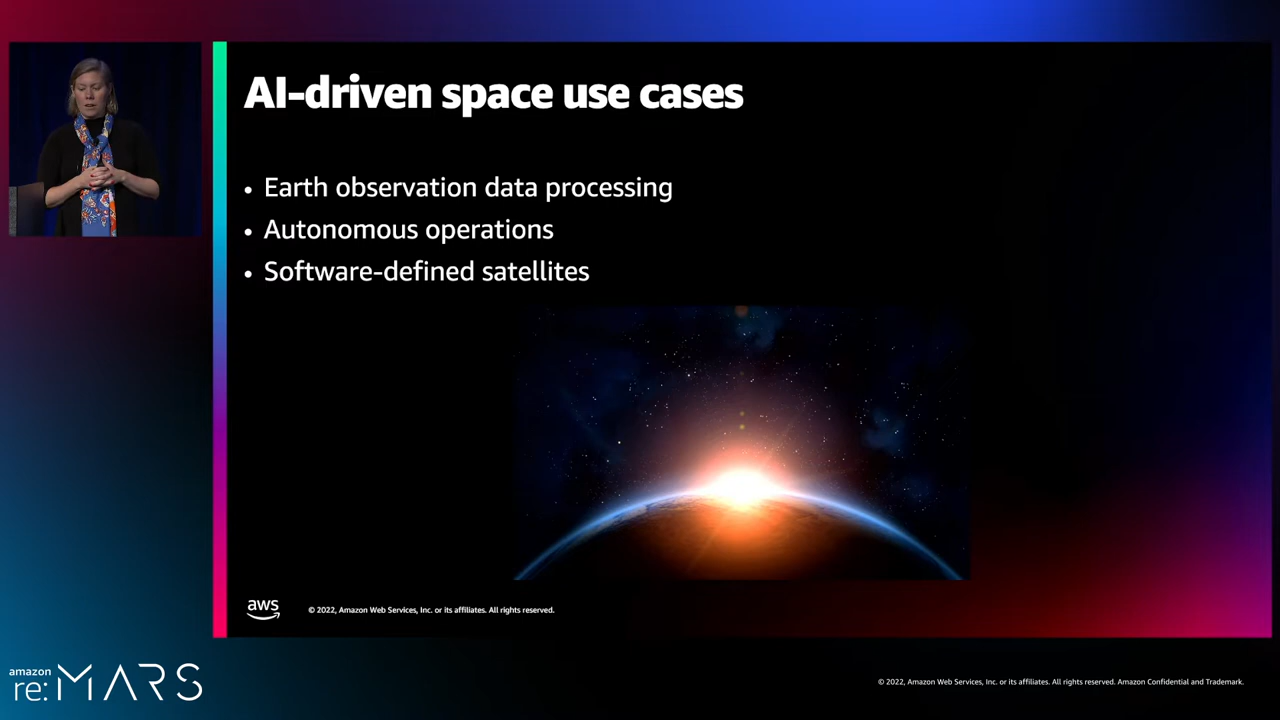 AI-driven space use cases
• Earth observation data processing
• Autonomous operations
• Software-defined satellites
aws
© 2022, Amazon Web Services, Inc. or its affiliates. All rights reserved.
amazon
re:MARS
© 2022, Amazon Web Services, Inc. or its affiliates. All rights reserved. Amazon Confidential and Trademark.